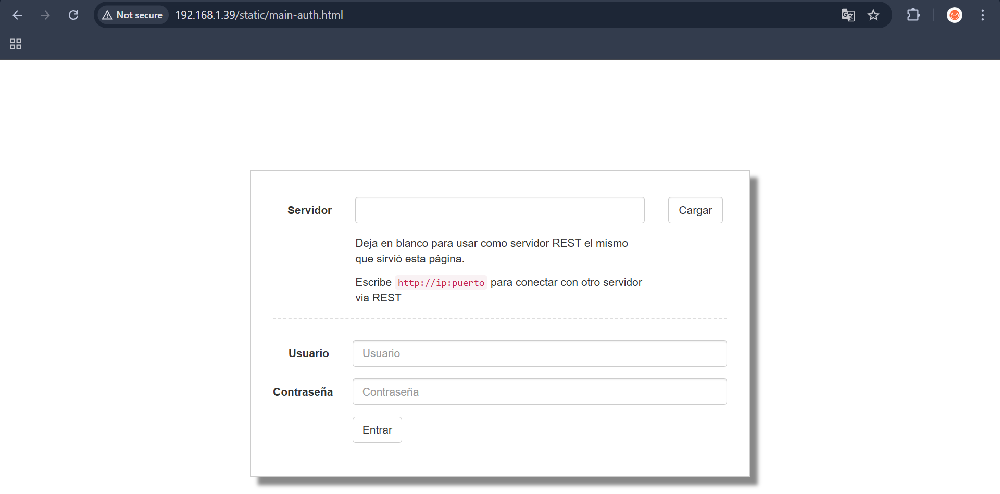 Not secure 192.168.1.39/static/main-auth.html
Servidor Cargar
Deja en blanco para usar como servidor REST el mismo
que sirvió esta página.
Escribe http://ip:puerto para conectar con otro servidor
via REST
Usuario Usuario
Contraseña Contraseña
Entrar